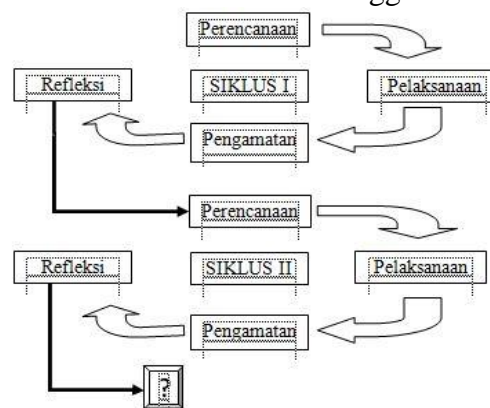 Perencanaan
Refleksi
SIKLUS I
Pelaksanaan
Pengamatan
Perencanaan
Refleksi
SIKLUS II
Pelaksanaan
Pengamatan
?